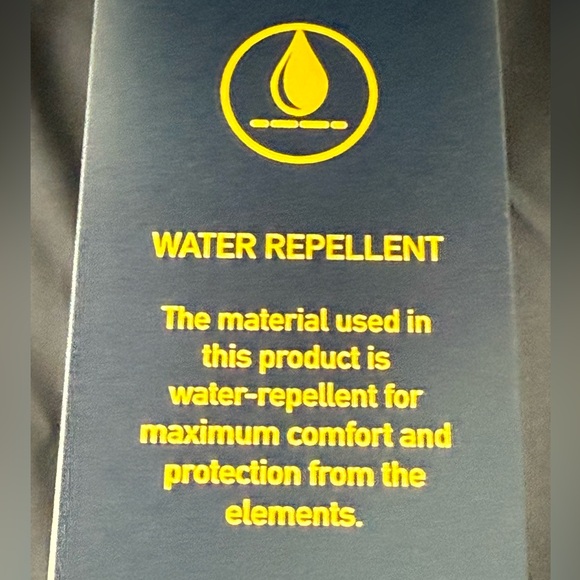 WATER REPELLENT
The material used in
this product is
water-repellent for
maximum comfort and
protection from the
elements.